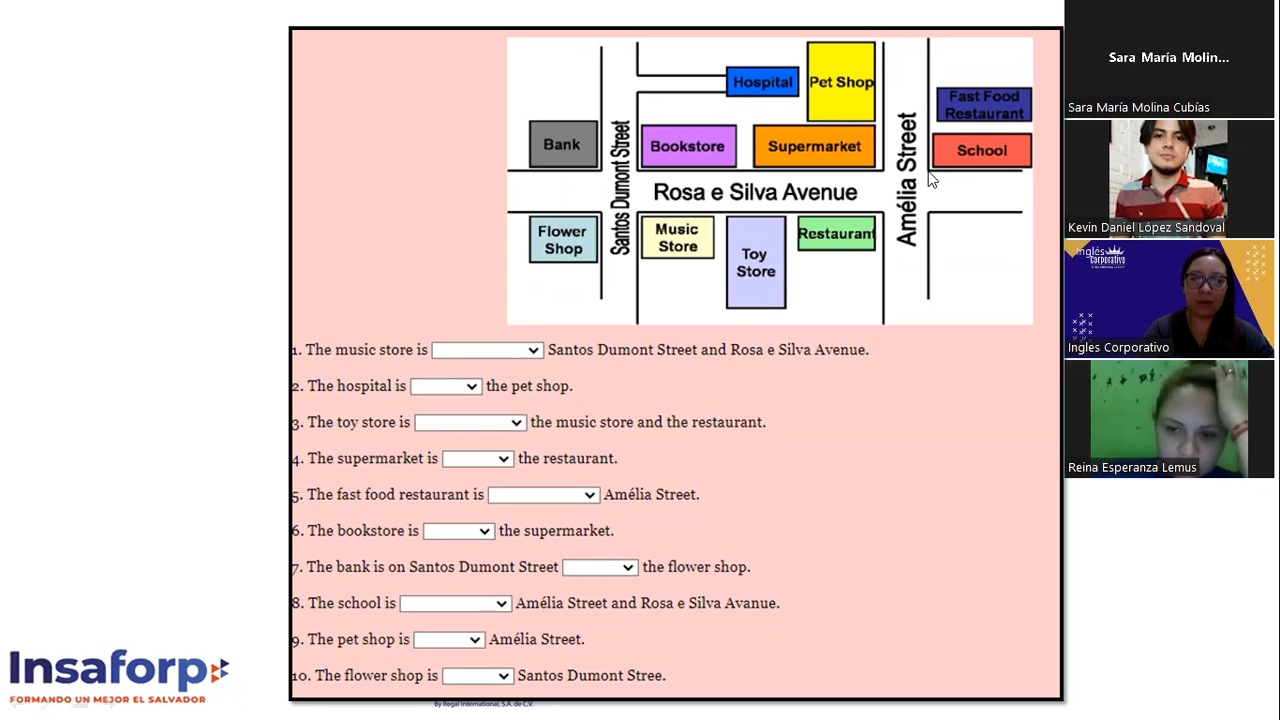 Hospital
Pet Shop
Fast Food
Restaurant
Bank
Bookstore
Supermarket
School
Santos Dumont Street
Rosa e Silva Avenue
Amélia Street
Flower
Shop
Music
Store
Toy
Store
Restaurant
1. The music store is Santos Dumont Street and Rosa e Silva Avenue.
2. The hospital is the pet shop.
3. The toy store is the music store and the restaurant.
4. The supermarket is the restaurant.
5. The fast food restaurant is Amélia Street.
6. The bookstore is the supermarket.
7. The bank is on Santos Dumont Street the flower shop.
8. The school is Amélia Street and Rosa e Silva Avanue.
9. The pet shop is Amélia Street.
10. The flower shop is Santos Dumont Stree.
Insaforp
FORMANDO UN MEJOR EL SALVADOR
By Regal International, S.A. de C.V.
Sara María Molin...
Sara María Molina Cubías
Kevin Daniel López Sandoval
Inglés
Corporativo
Ingles Corporativo
Reina Esperanza Lemus